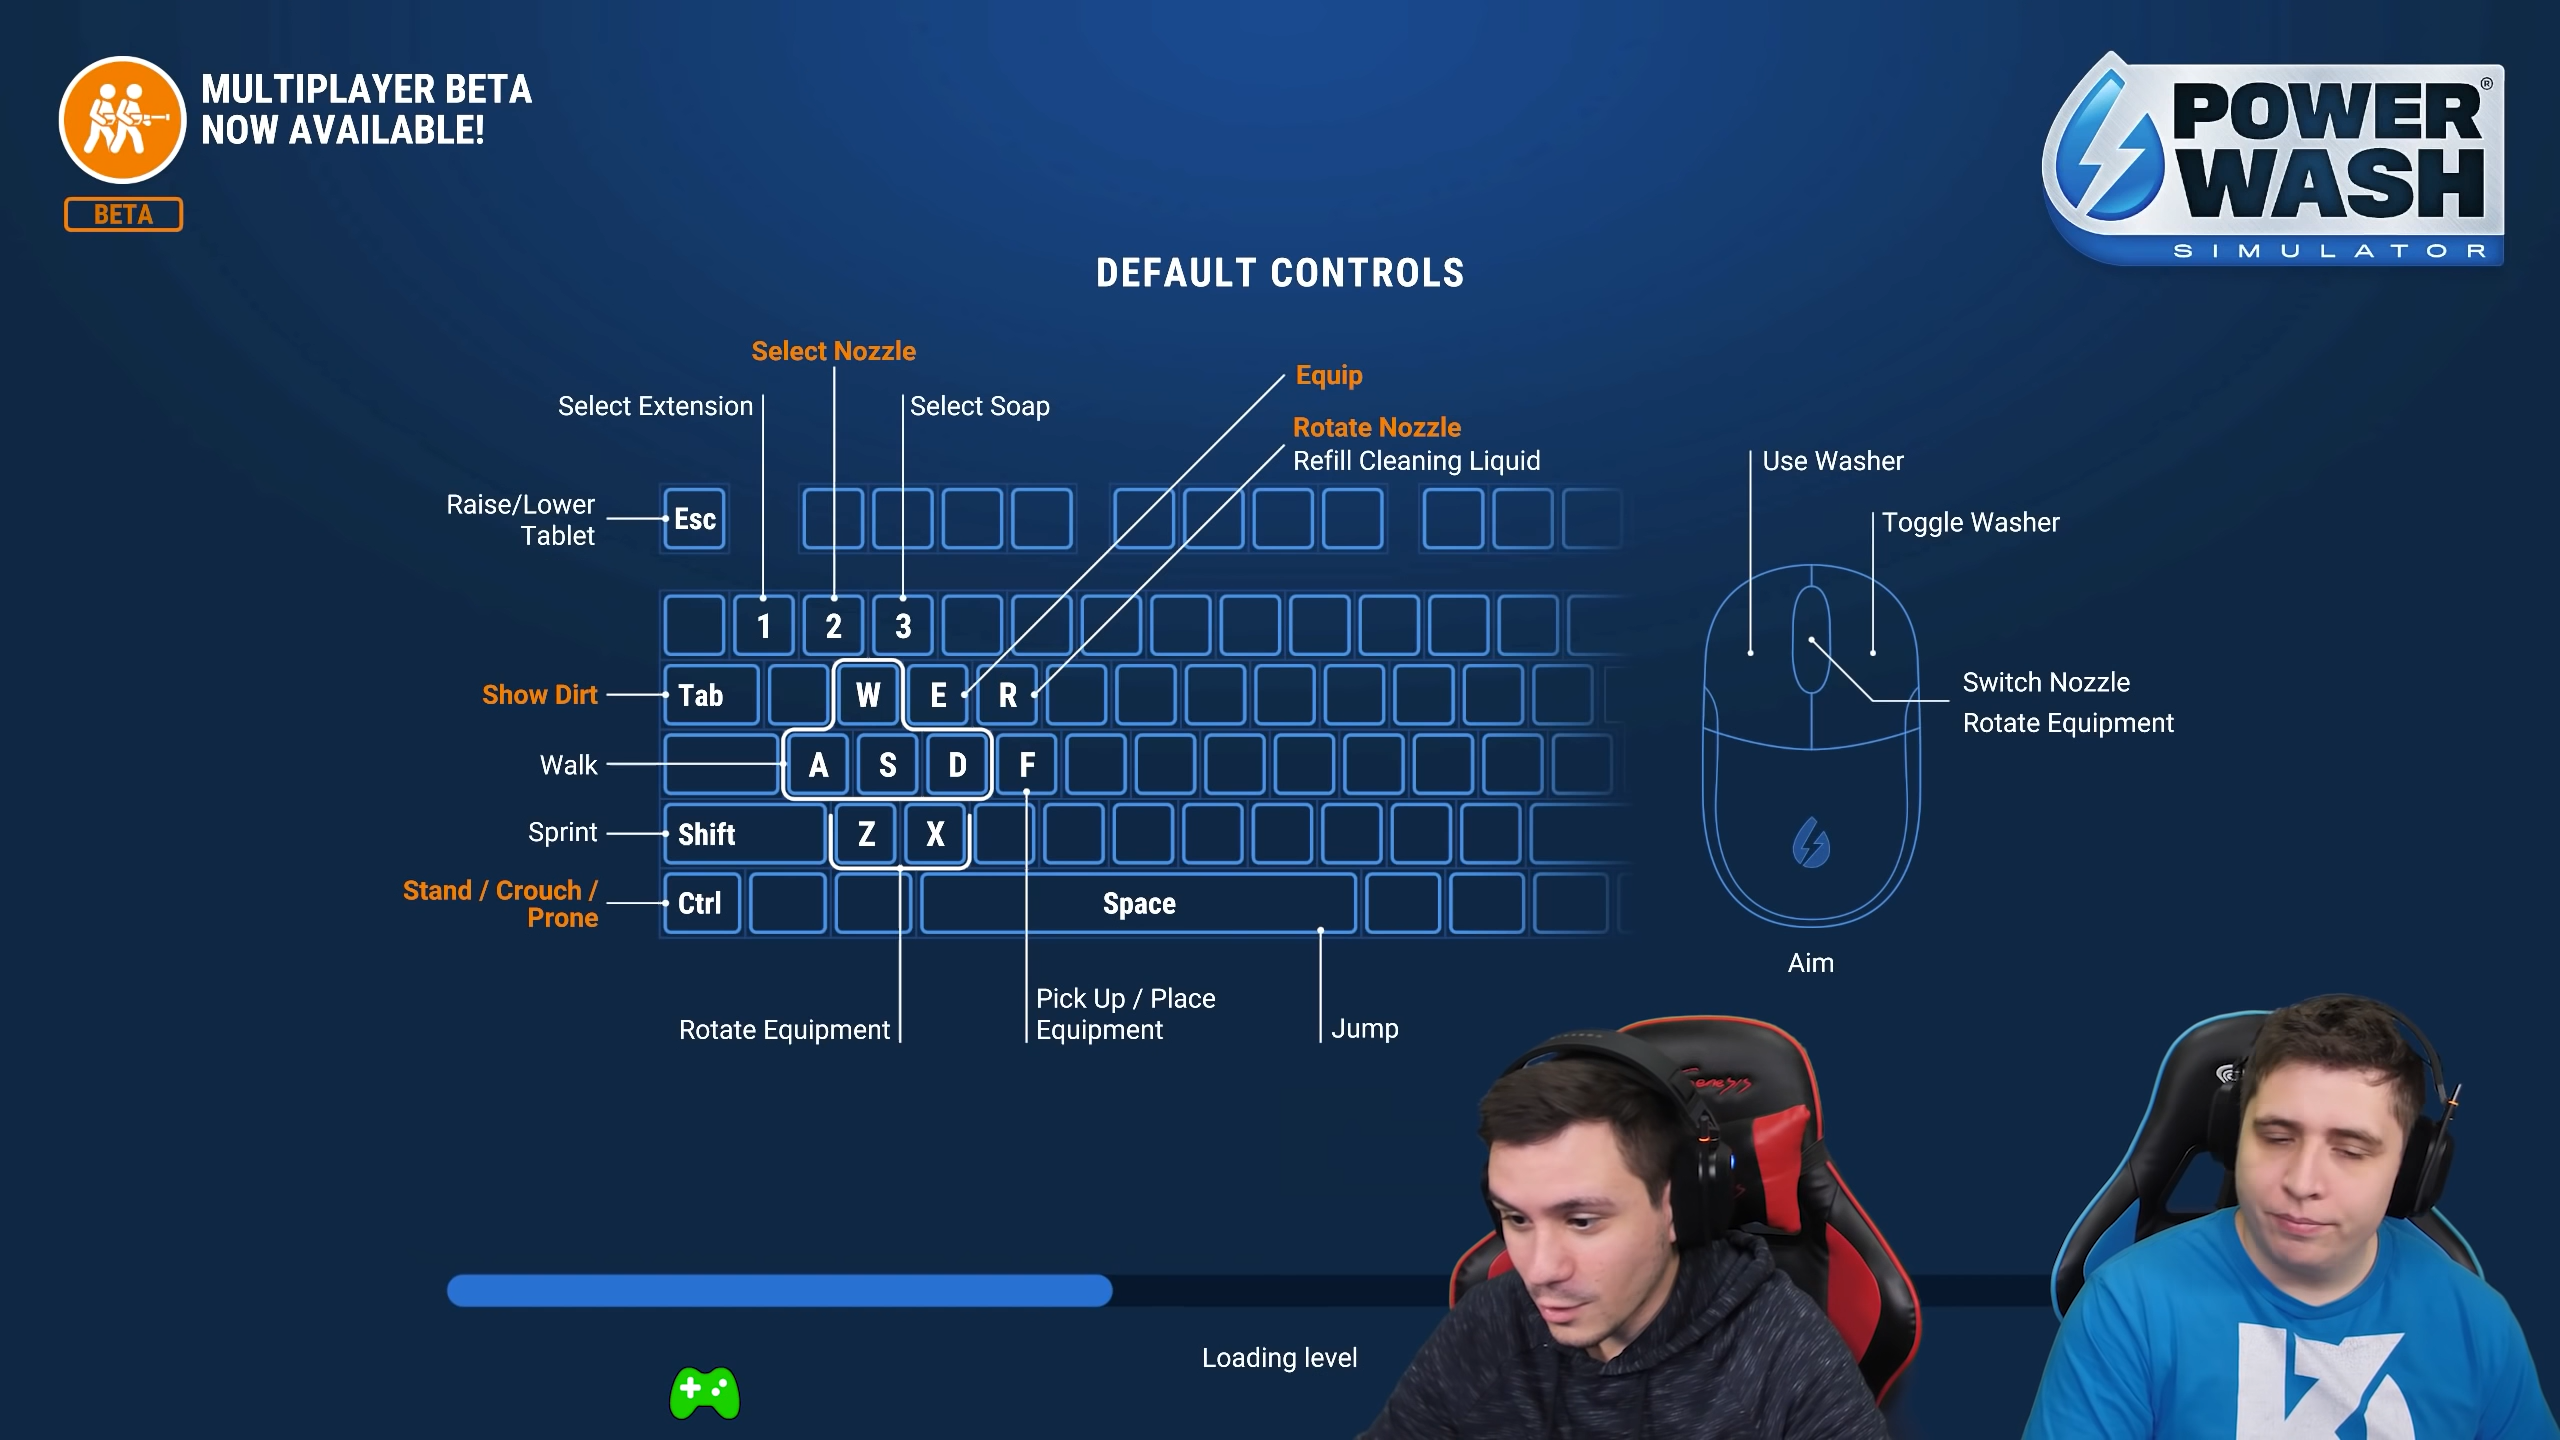 MULTIPLAYER BETA
NOW AVAILABLE!
BETA
POWER®
WASH
SIMULATOR
DEFAULT CONTROLS
Select Nozzle
Select Extension
Select Soap
Equip
Rotate Nozzle
Refill Cleaning Liquid
Use Washer
Toggle Washer
Raise/Lower
Tablet
Esc
1 2 3
Show Dirt
Tab W E R
Switch Nozzle
Rotate Equipment
Walk
A S D F
Sprint
Shift Z X
Stand / Crouch /
Prone
Ctrl Space
Aim
Rotate Equipment
Pick Up / Place
Equipment
Jump
Genesis
Loading level